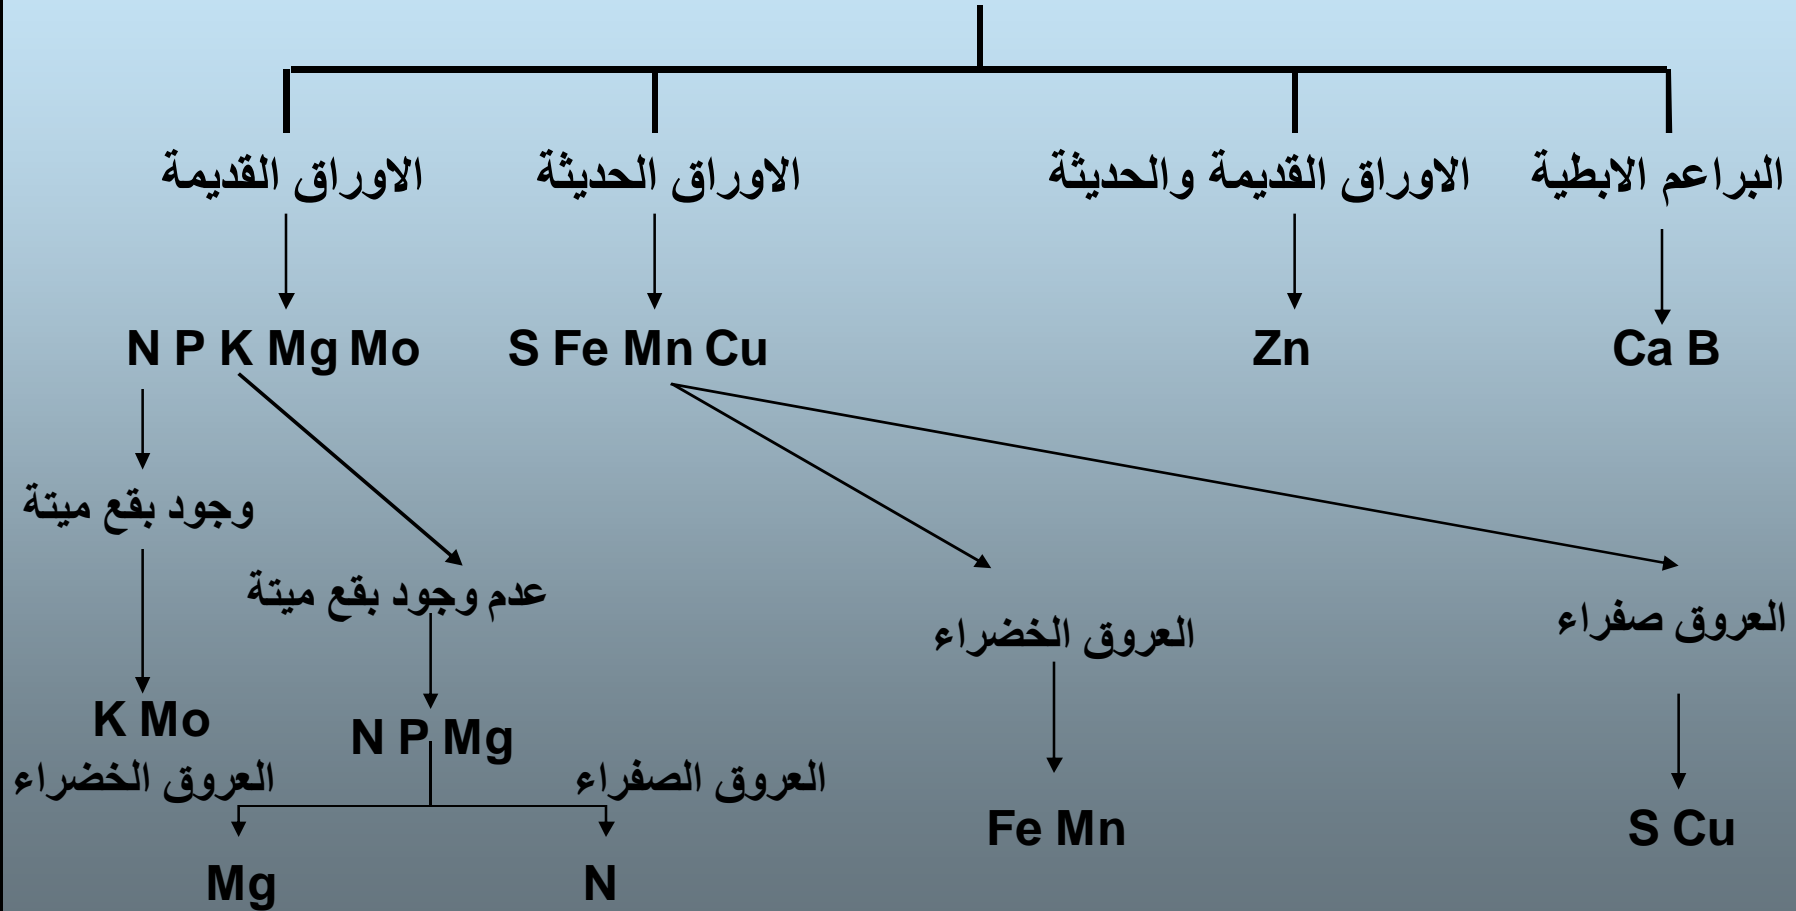 البراعم الابطية
الاوراق القديمة والحديثة
الاوراق الحديثة
الاوراق القديمة
Ca B
Zn
S Fe Mn Cu
N P K Mg Mo
وجود بقع ميتة
عدم وجود بقع ميتة
العروق الخضراء
العروق صفراء
K Mo
N P Mg
العروق الخضراء
العروق الصفراء
Fe Mn
S Cu
Mg
N